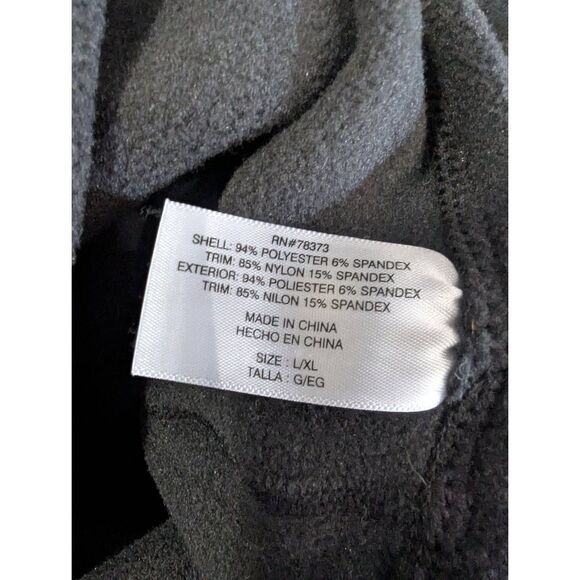 RN#78373
SHELL: 94% POLYESTER 6% SPANDEX
TRIM: 85% NYLON 15% SPANDEX
EXTERIOR: 94% POLIESTER 6% SPANDEX
TRIM: 85% NILON 15% SPANDEX
MADE IN CHINA
HECHO EN CHINA
SIZE : L/XL
TALLA : G/EG